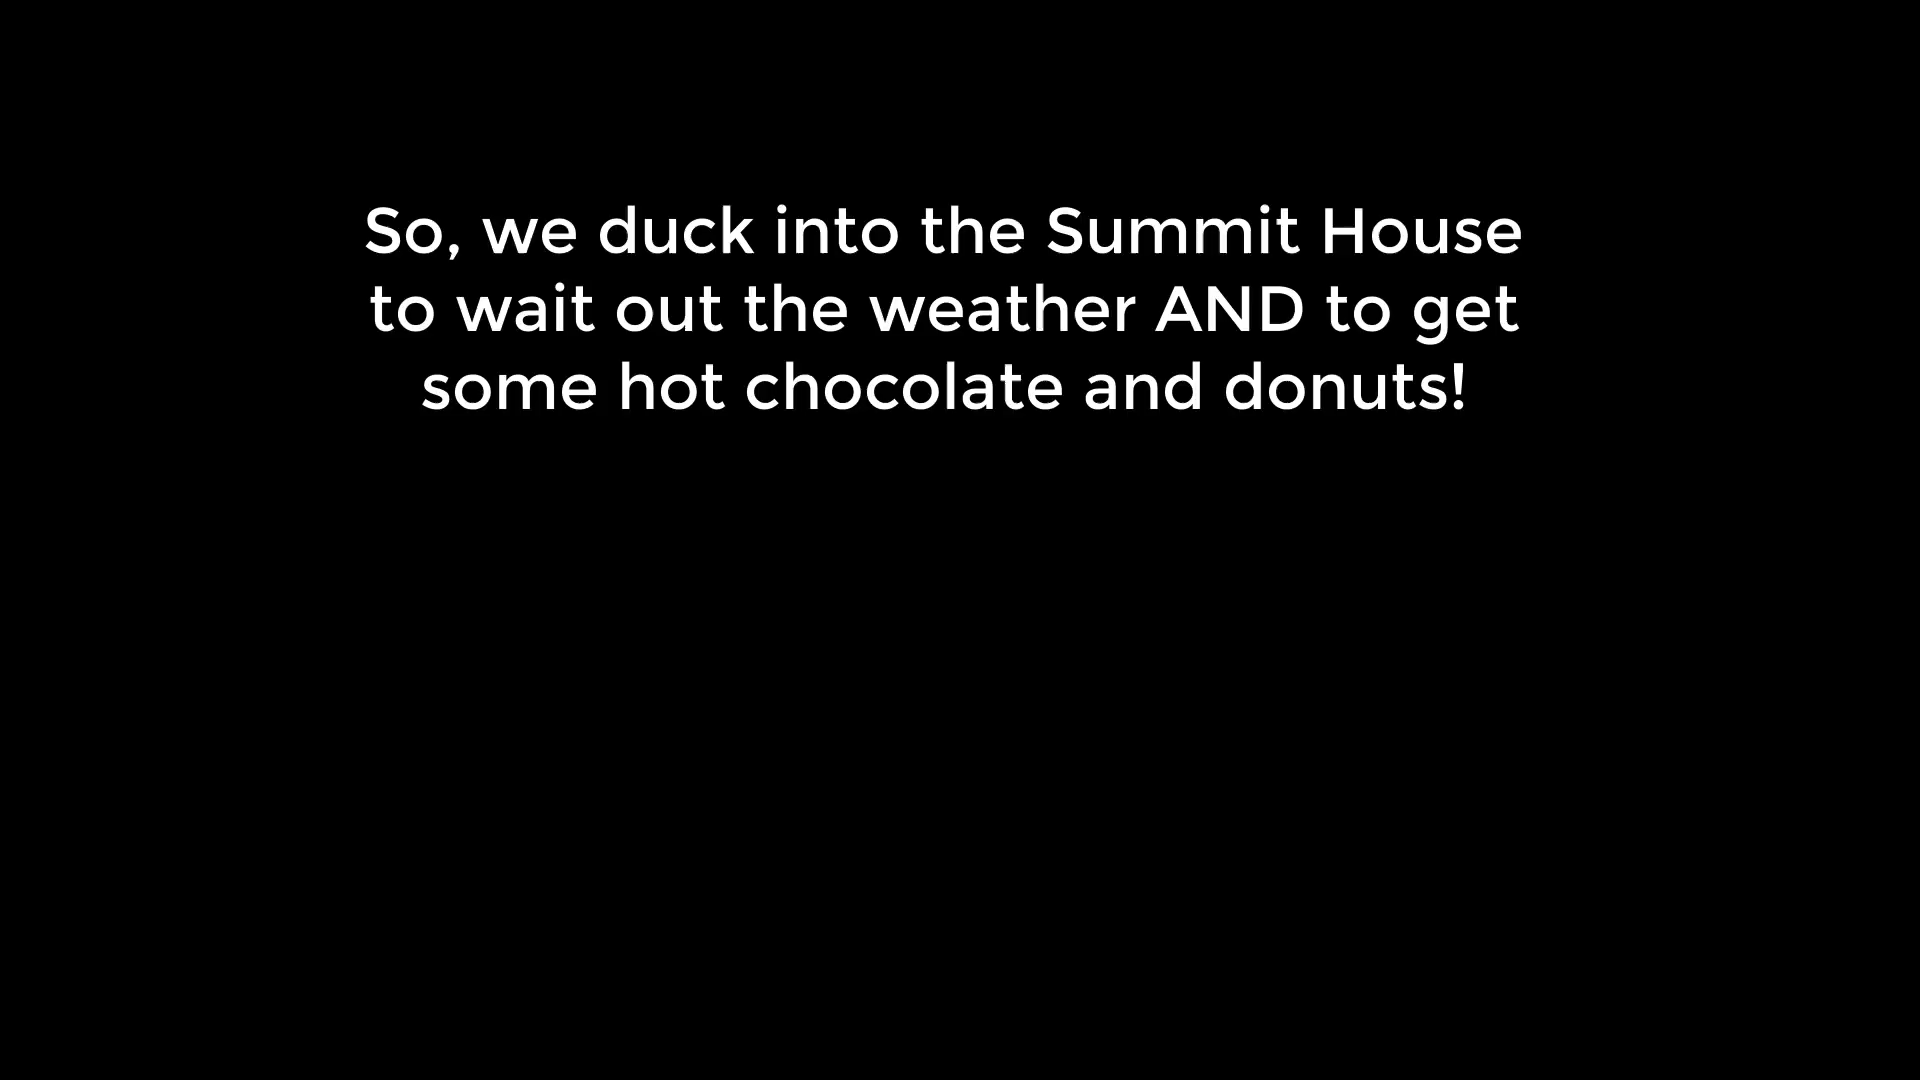 So, we duck into the Summit House
to wait out the weather AND to get
some hot chocolate and donuts!